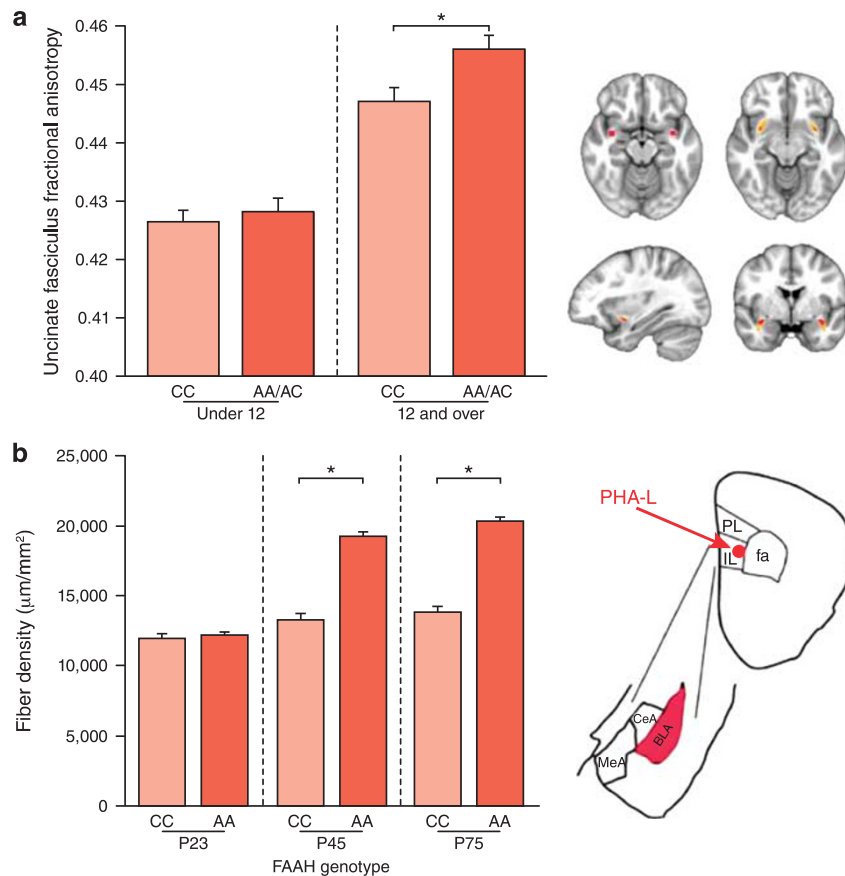 a
Uncinate fasciculus fractional anisotropy
0.46
0.45
0.44
0.43
0.42
0.41
0.40
*
CC AA/AC CC AA/AC
Under 12 12 and over
b
Fiber density (μm/mm²)
25,000
20,000
15,000
10,000
5,000
0
* *
CC AA CC AA CC AA
P23 P45 P75
FAAH genotype
PHA-L
PL
IL fa
CeA
BLA
MeA